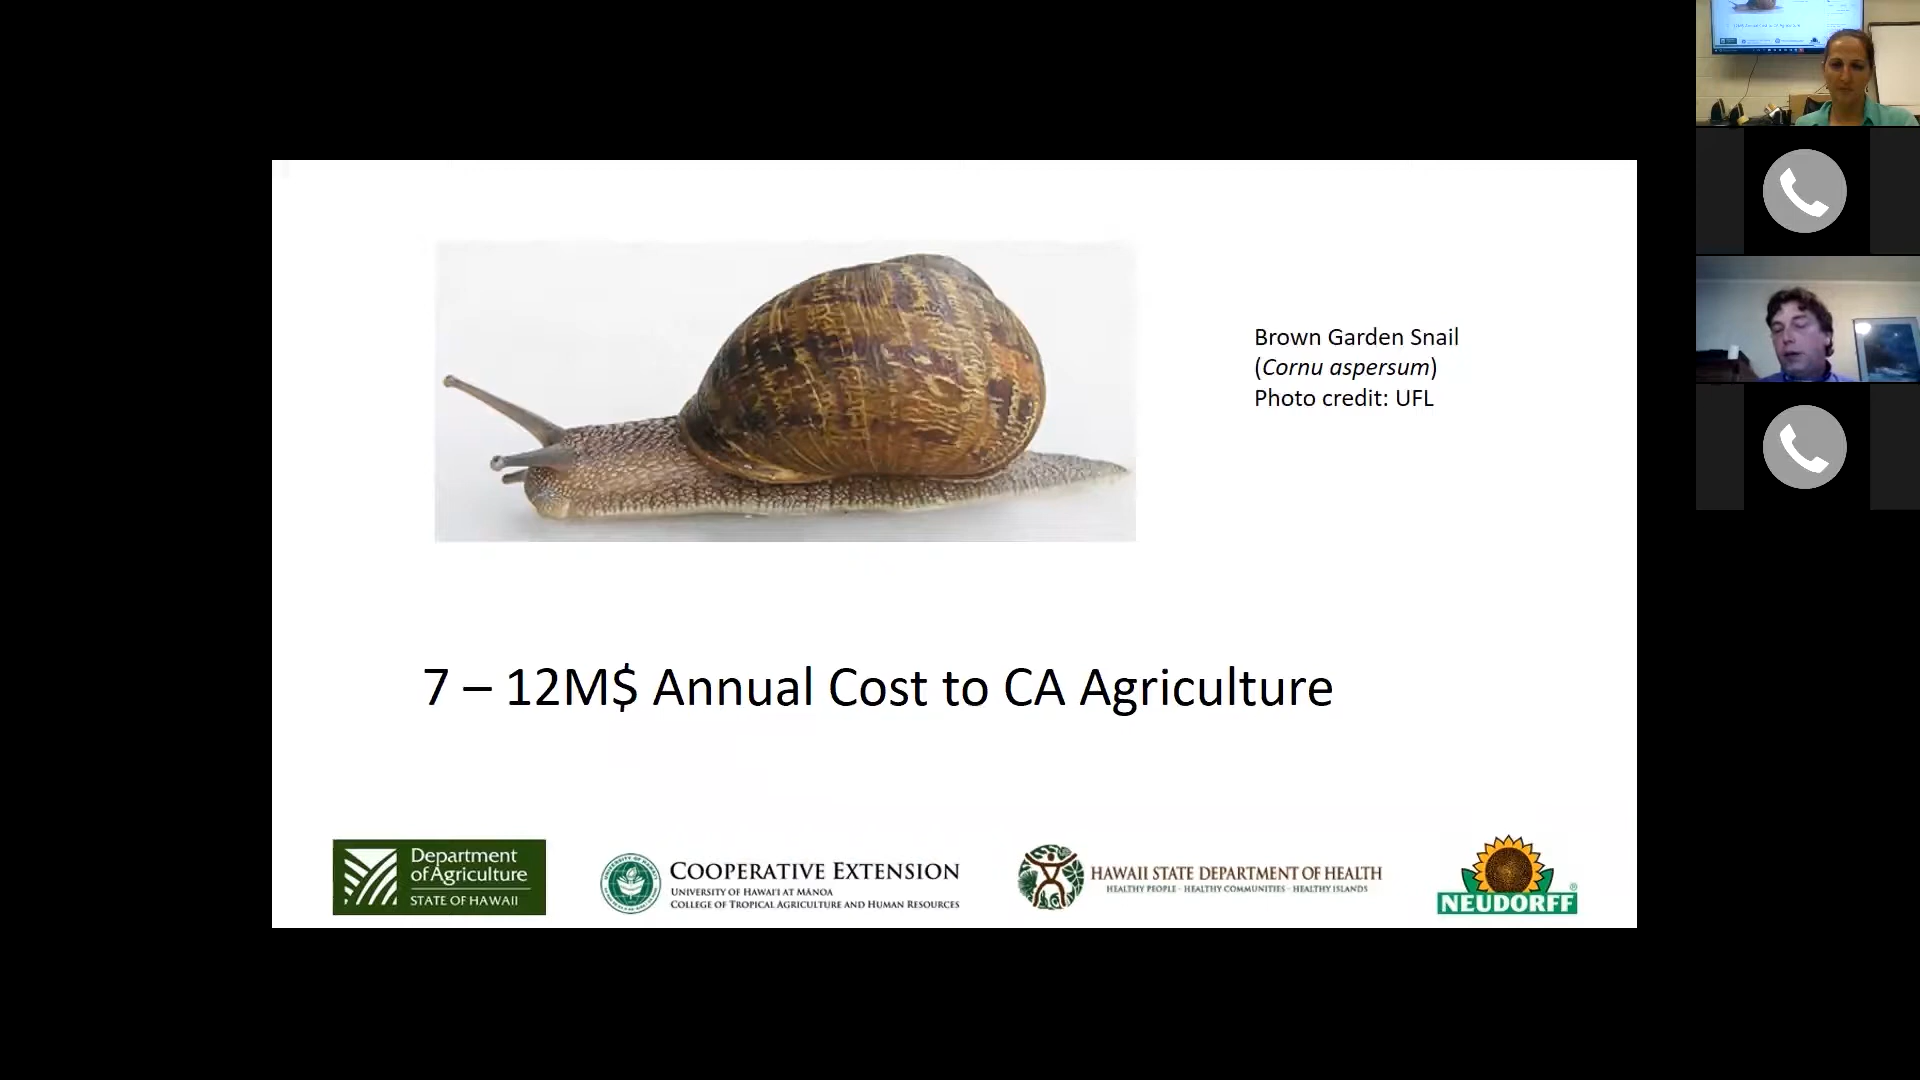 Brown Garden Snail
(Cornu aspersum)
Photo credit: UFL
7 – 12M$ Annual Cost to CA Agriculture
Department
of Agriculture
STATE OF HAWAII
COOPERATIVE EXTENSION
UNIVERSITY OF HAWAI‘I AT MĀNOA
COLLEGE OF TROPICAL AGRICULTURE AND HUMAN RESOURCES
HAWAII STATE DEPARTMENT OF HEALTH
HEALTHY PEOPLE · HEALTHY COMMUNITIES · HEALTHY ISLANDS
NEUDORFF®